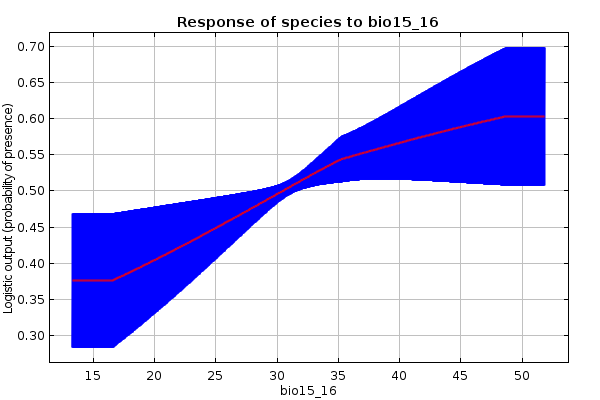 Response of species to bio15_16
Logistic output (probability of presence)
0.70
0.65
0.60
0.55
0.50
0.45
0.40
0.35
0.30
15 20 25 30 35 40 45 50
bio15_16